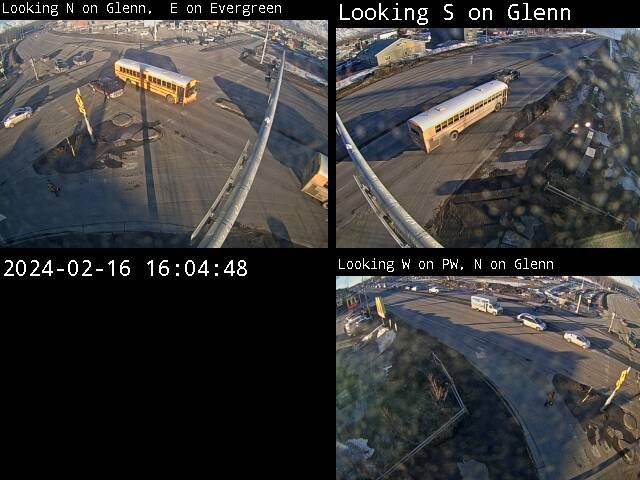 Looking N on Glenn,  E on Evergreen
Looking S on Glenn
2024-02-16 16:04:48
Looking W on PW, N on Glenn